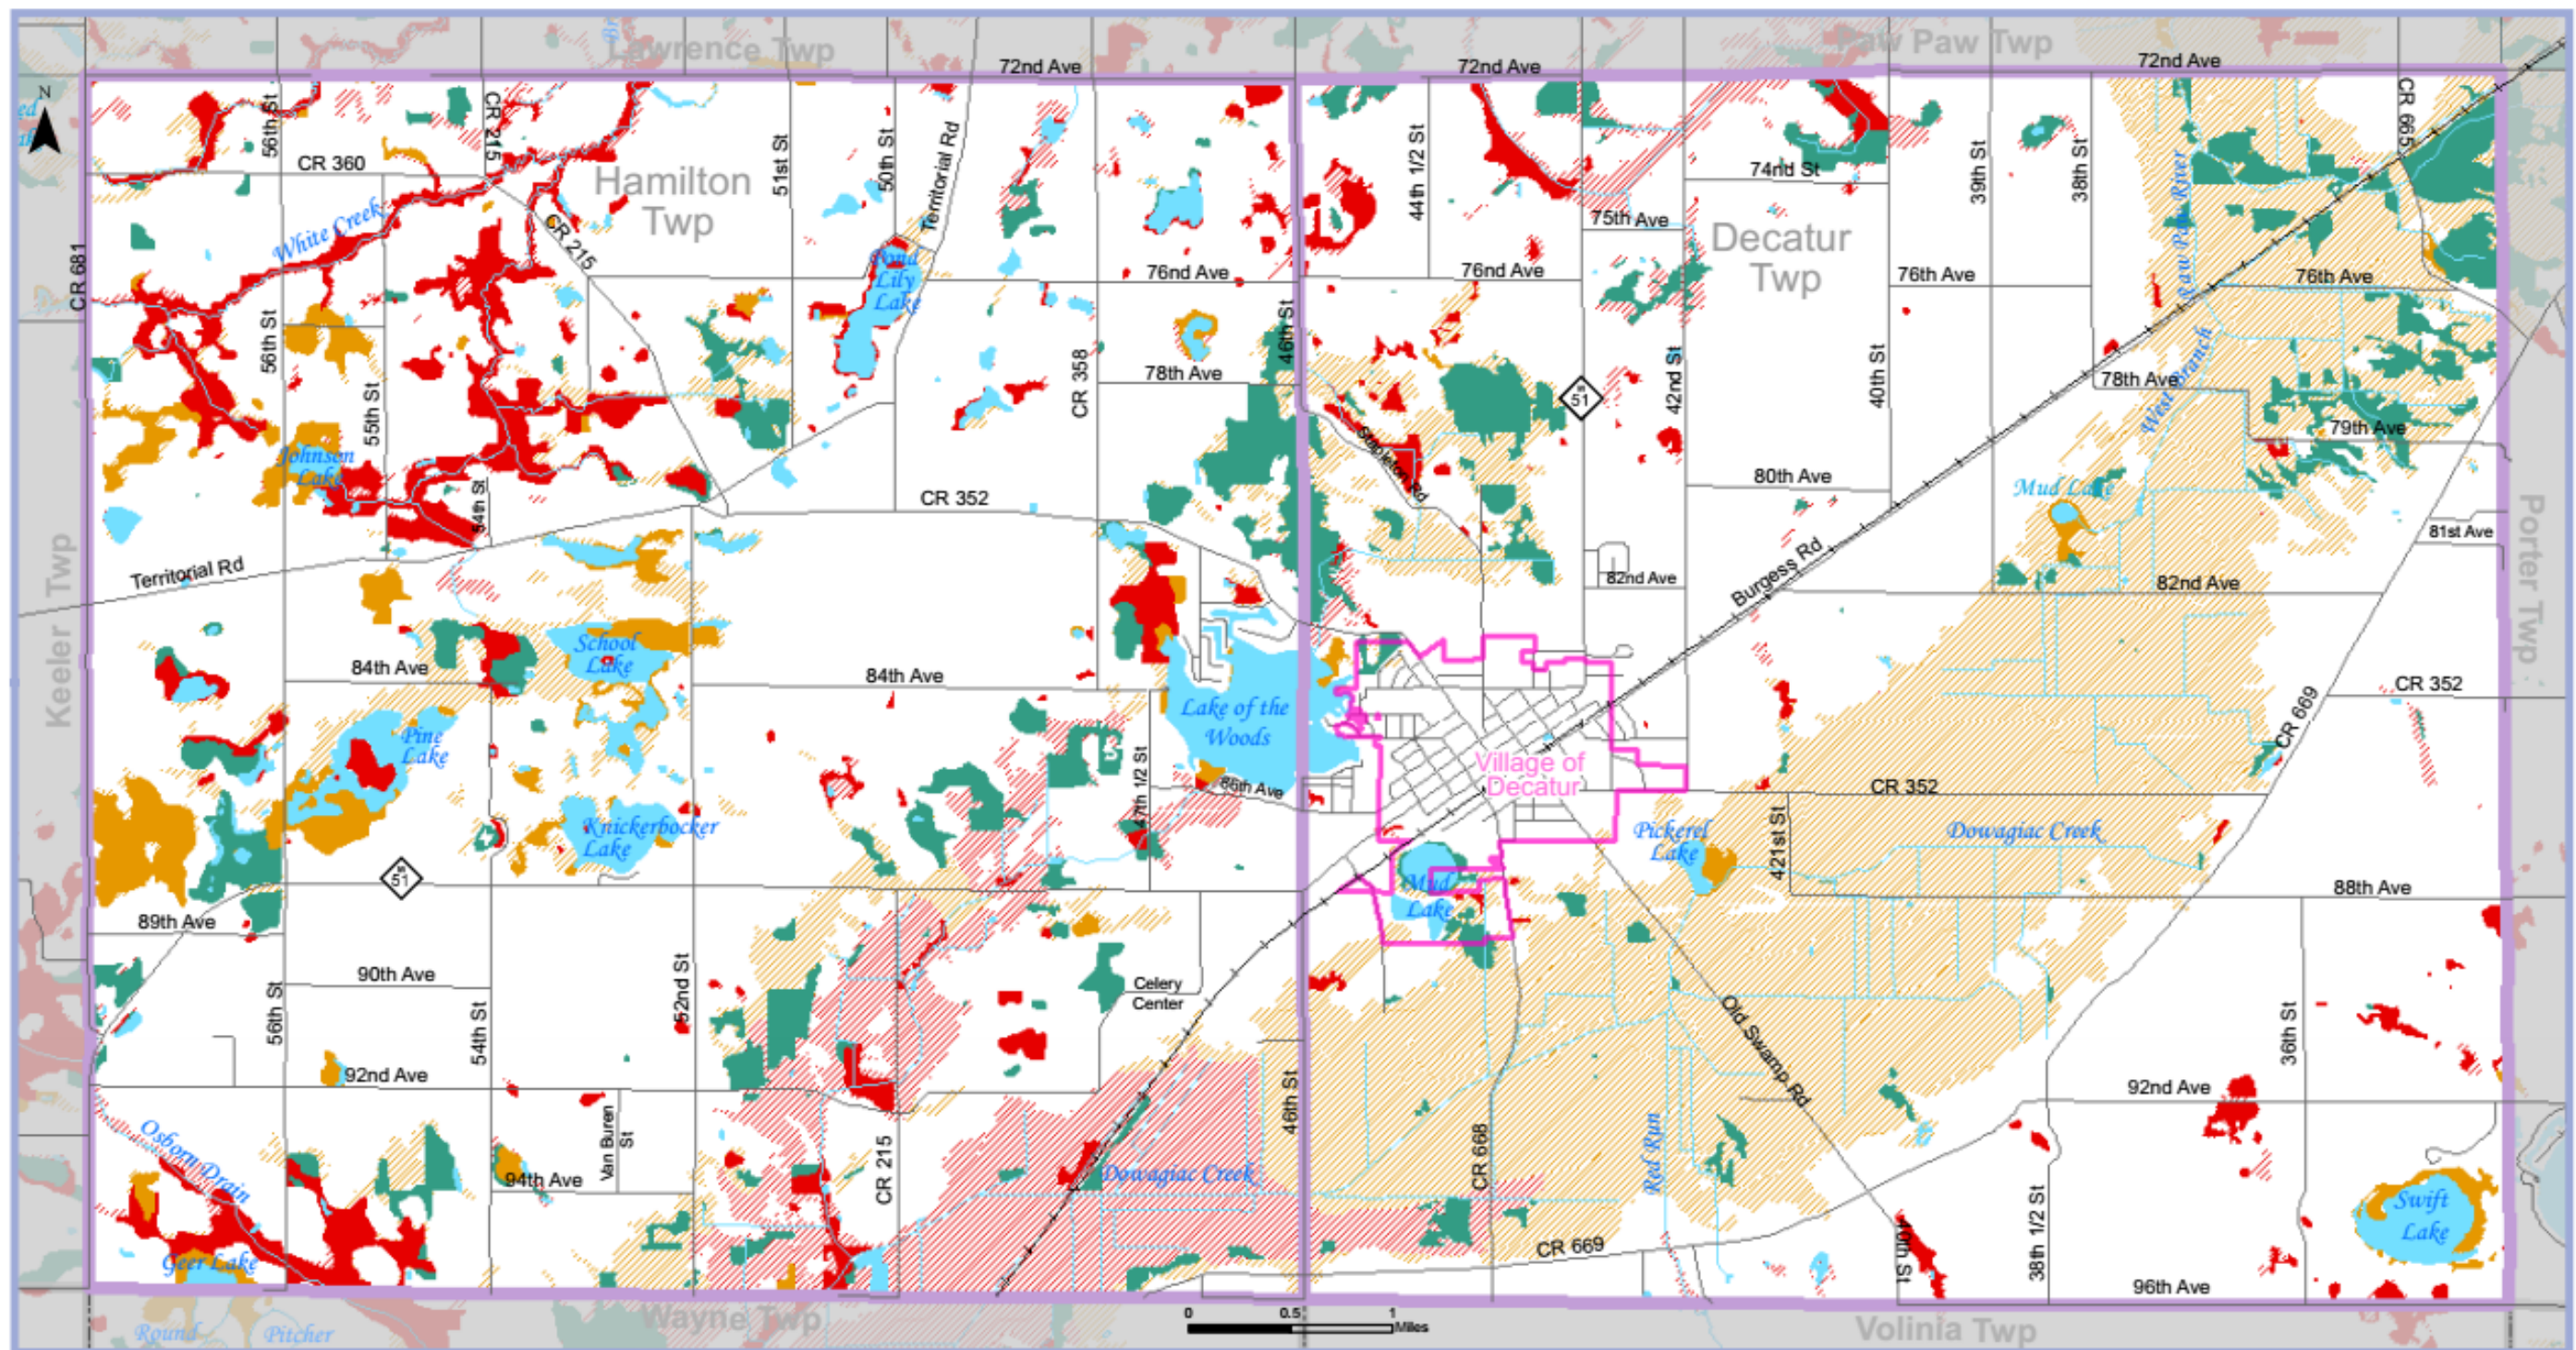 Lawrence Twp
Paw Paw Twp
72nd Ave
72nd Ave
72nd Ave
N
56th St
CR 215
CR 360
Hamilton
Twp
51st St
50th St
Territorial Rd
44th 1/2 St
74nd St
39th St
38th St
CR 665
Paw Paw River
White Creek
CR 215
75th Ave
Decatur
Twp
CR 681
Pond
Lily
Lake
76nd Ave
76nd Ave
76th Ave
76th Ave
56th St
46th St
West Branch
55th St
CR 358
78th Ave
51
42nd St
40th St
78th Ave
79th Ave
Stapleton Rd
Johnson
Lake
54th St
CR 352
80th Ave
Mud Lake
81st Ave
Territorial Rd
82nd Ave
Burgess Rd
82nd Ave
Keeler Twp
Porter Twp
School
Lake
84th Ave
84th Ave
CR 352
CR 669
Pine
Lake
Lake of the
Woods
47th 1/2 St
86th Ave
Village of
Decatur
CR 352
Knickerbocker
Lake
Pickerel
Lake
421st St
Dowagiac Creek
51
Mud
Lake
88th Ave
89th Ave
90th Ave
56th St
54th St
52nd St
Celery
Center
Old Swamp Rd
36th St
92nd Ave
92nd Ave
Van Buren
St
46th St
Osborn Drain
94th Ave
CR 215
Dowagiac Creek
CR 668
Red Run
Swift
Lake
Geer Lake
CR 669
40th St
38th 1/2 St
96th Ave
Wayne Twp
0 0.5 1
Miles
Volinia Twp
Round
Pitcher